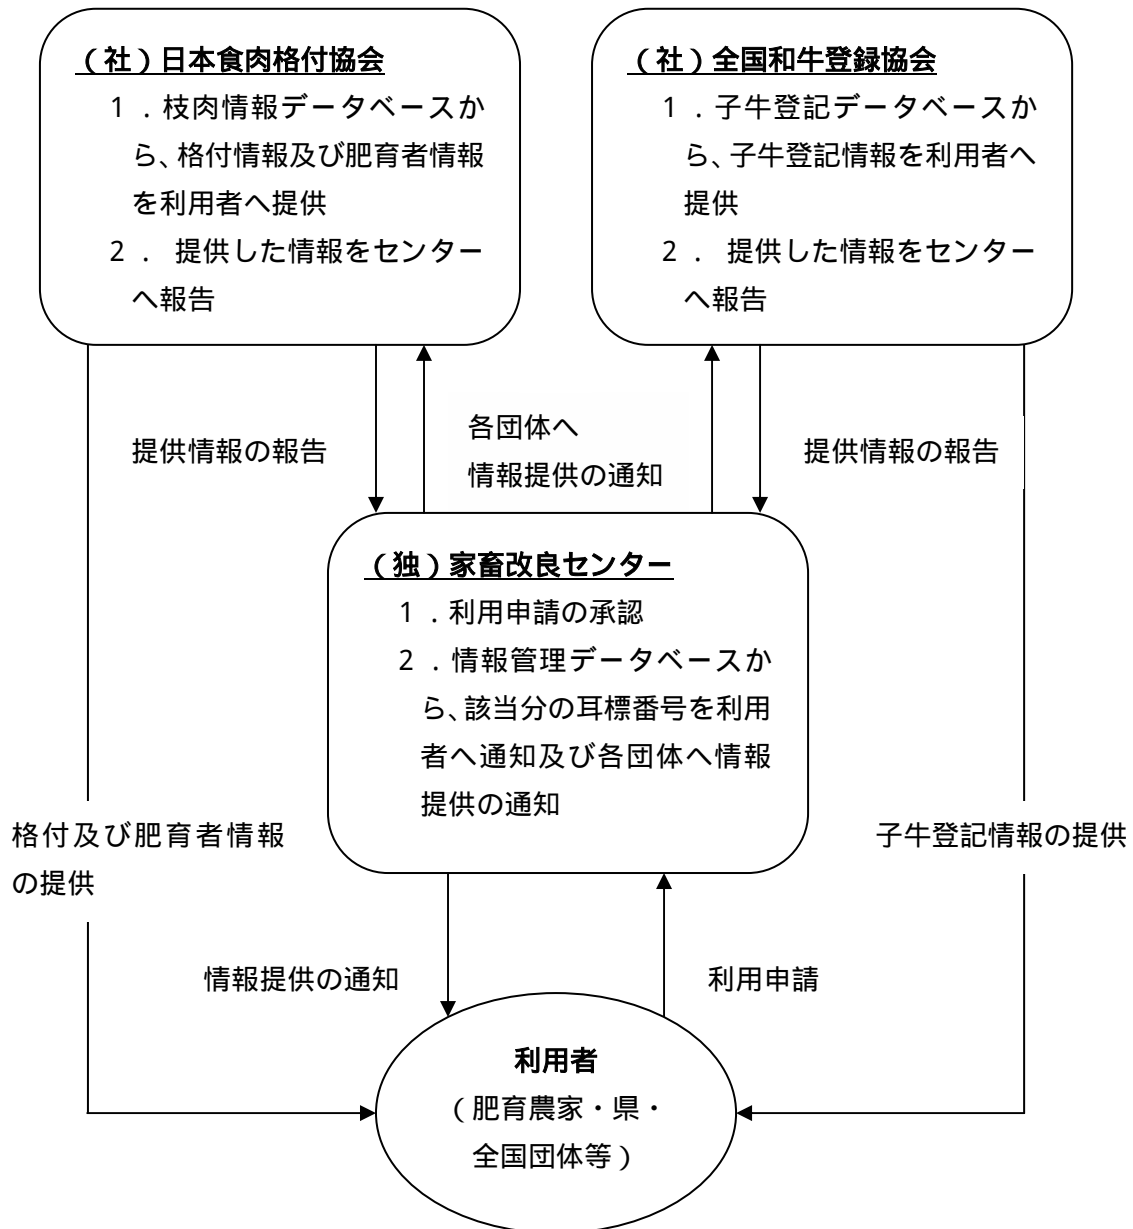 （社）日本食肉格付協会
1．枝肉情報データベースか
ら、格付情報及び肥育者情報
を利用者へ提供
2． 提供した情報をセンター
へ報告
（社）全国和牛登録協会
1．子牛登記データベースか
ら、子牛登記情報を利用者へ
提供
2． 提供した情報をセンター
へ報告
提供情報の報告
各団体へ
情報提供の通知
提供情報の報告
（独）家畜改良センター
1．利用申請の承認
2．情報管理データベースか
ら、該当分の耳標番号を利用
者へ通知及び各団体へ情報
提供の通知
格付及び肥育者情報
の提供
子牛登記情報の提供
情報提供の通知
利用申請
利用者
（肥育農家・県・
全国団体等）